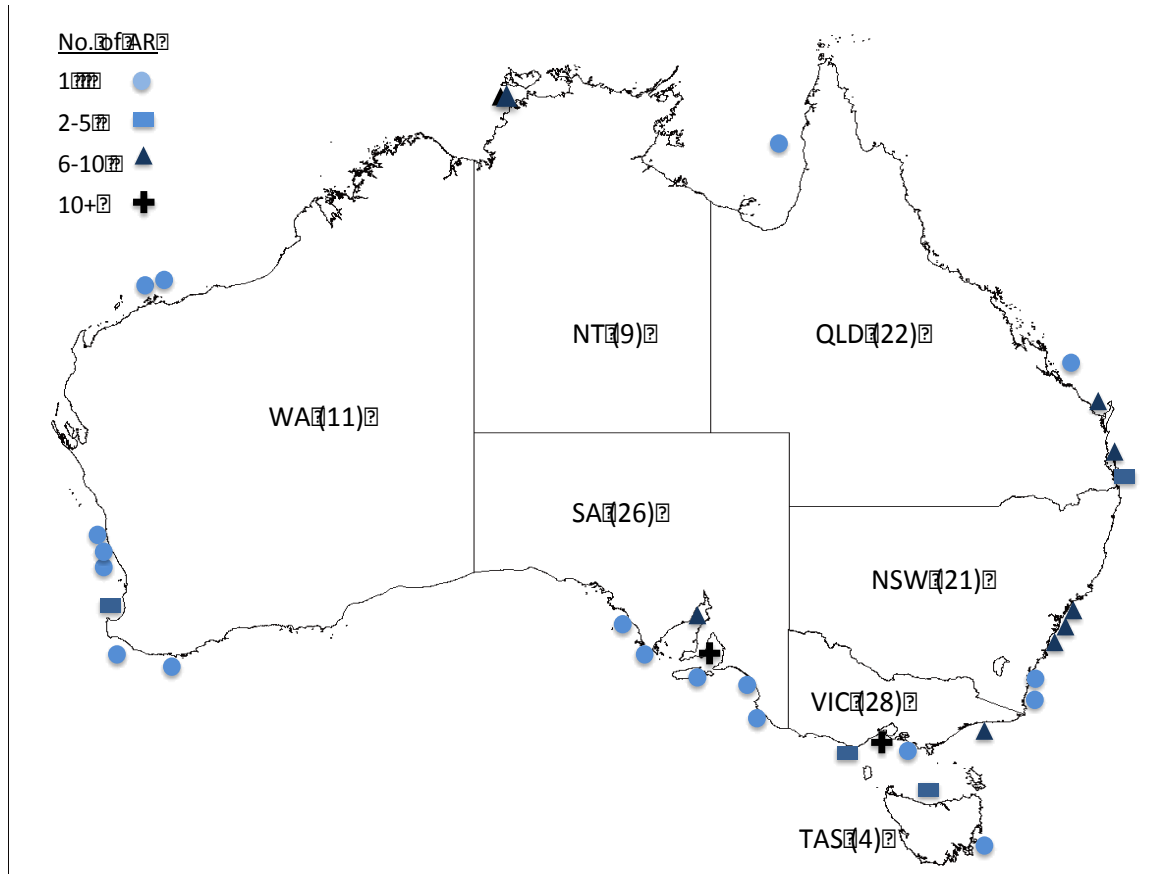 No. of AR
1
2-5
6-10
10+
NT (9)
QLD (22)
WA (11)
SA (26)
NSW (21)
VIC (28)
TAS (4)